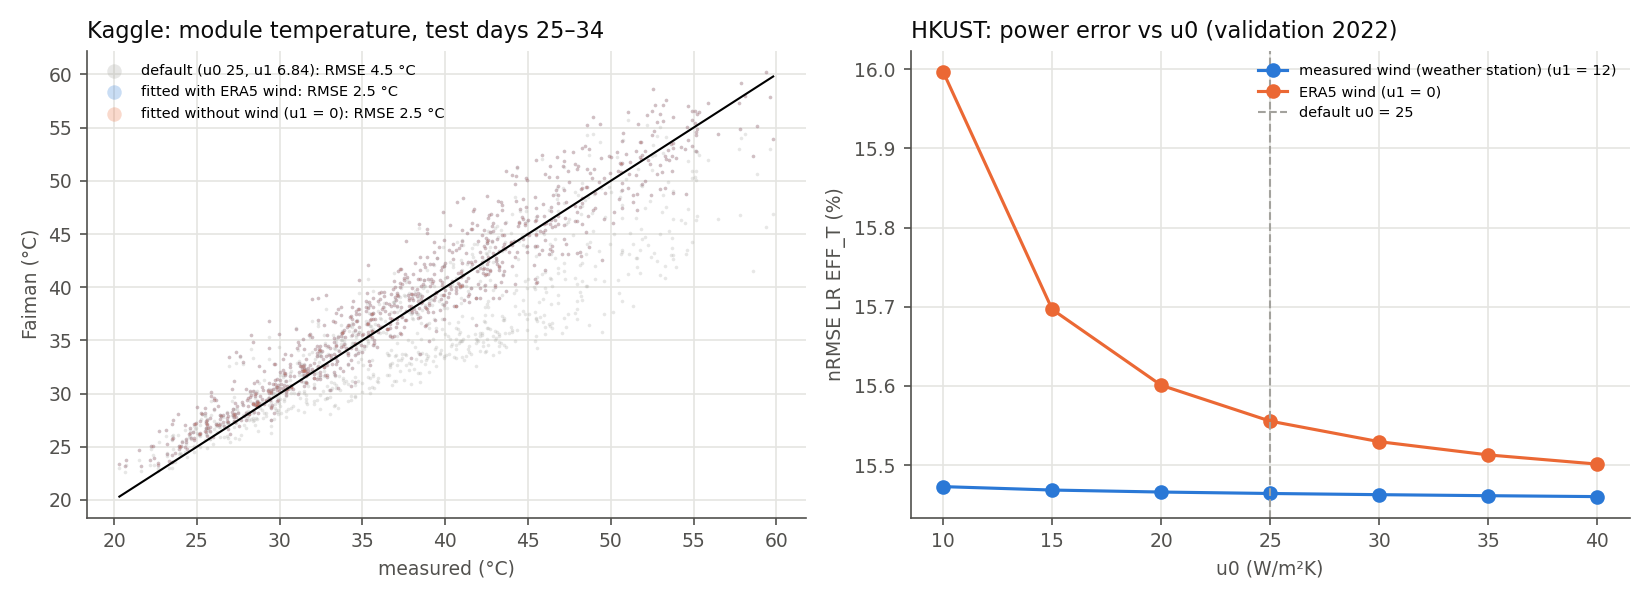 Kaggle: module temperature, test days 25–34
default (u0 25, u1 6.84): RMSE 4.5 °C
fitted with ERA5 wind: RMSE 2.5 °C
fitted without wind (u1 = 0): RMSE 2.5 °C
Faiman (°C)
60
55
50
45
40
35
30
25
20
20 25 30 35 40 45 50 55 60
measured (°C)
HKUST: power error vs u0 (validation 2022)
measured wind (weather station) (u1 = 12)
ERA5 wind (u1 = 0)
default u0 = 25
nRMSE LR EFF_T (%)
16.0
15.9
15.8
15.7
15.6
15.5
10 15 20 25 30 35 40
u0 (W/m²K)